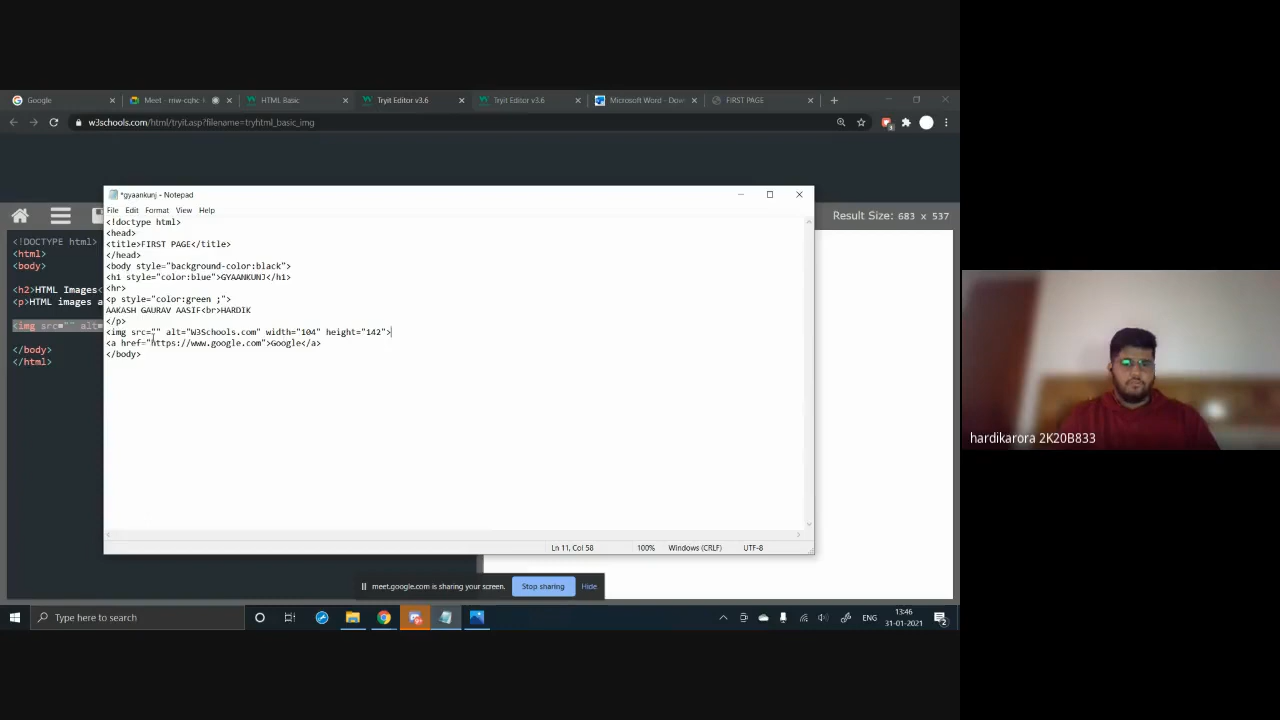 Google
Meet - mw-cqhc
HTML Basic
Tryit Editor v3.6
Tryit Editor v3.6
Microsoft Word - Dow
FIRST PAGE
w3schools.com/html/tryit.asp?filename=tryhtml_basic_img
*gyaankunj - Notepad
File Edit Format View Help
Result Size: 683 x 537
<!DOCTYPE html>
<html>
<body>
<h2>HTML Images<
<p>HTML images a
<img src="" alt=
</body>
</html>
<!doctype html>
<head>
<title>FIRST PAGE</title>
</head>
<body style="background-color:black">
<h1 style="color:blue">GYAANKUNJ</h1>
<hr>
<p style="color:green ;">
AAKASH GAURAV AASIF<br>HARDIK
</p>
<img src="" alt="W3Schools.com" width="104" height="142">
<a href="https://www.google.com">Google</a>
</body>
Ln 11, Col 58 100% Windows (CRLF) UTF-8
meet.google.com is sharing your screen. Stop sharing Hide
hardikarora 2K20B833
Type here to search
ENG
13:46
31-01-2021